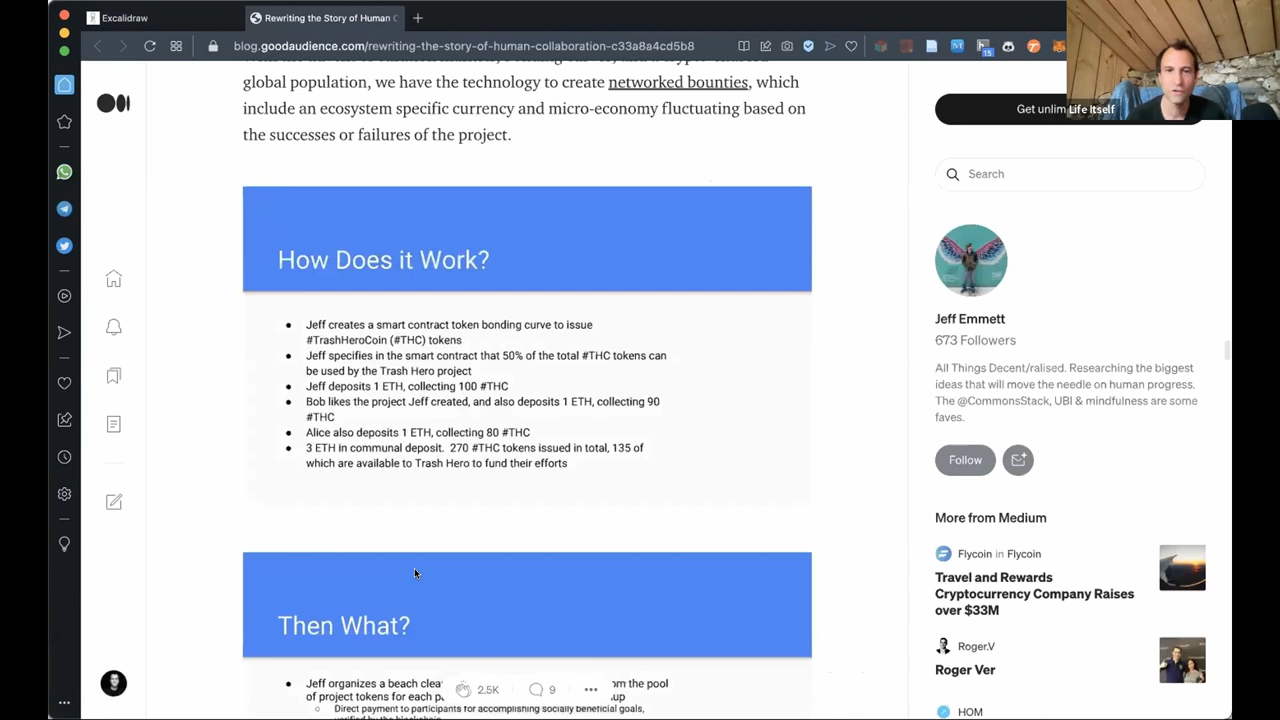 Excalidraw
Rewriting the Story of Human C
blog.goodaudience.com/rewriting-the-story-of-human-collaboration-c33a8a4cd5b8
15
global population, we have the technology to create networked bounties, which
include an ecosystem specific currency and micro-economy fluctuating based on
the successes or failures of the project.
How Does it Work?
● Jeff creates a smart contract token bonding curve to issue
#TrashHeroCoin (#THC) tokens
● Jeff specifies in the smart contract that 50% of the total #THC tokens can
be used by the Trash Hero project
● Jeff deposits 1 ETH, collecting 100 #THC
● Bob likes the project Jeff created, and also deposits 1 ETH, collecting 90
#THC
● Alice also deposits 1 ETH, collecting 80 #THC
● 3 ETH in communal deposit. 270 #THC tokens issued in total, 135 of
which are available to Trash Hero to fund their efforts
Then What?
● Jeff organizes a beach clea om the pool
of project tokens for each p up
○ Direct payment to participants for accomplishing socially beneficial goals,
2.5K
9
Get unlim
Life Itself
Search
Jeff Emmett
673 Followers
All Things Decent/ralised. Researching the biggest
ideas that will move the needle on human progress.
The @CommonsStack, UBI & mindfulness are some
faves.
Follow
More from Medium
Flycoin in Flycoin
Travel and Rewards
Cryptocurrency Company Raises
over $33M
Roger.V
Roger Ver
HOM